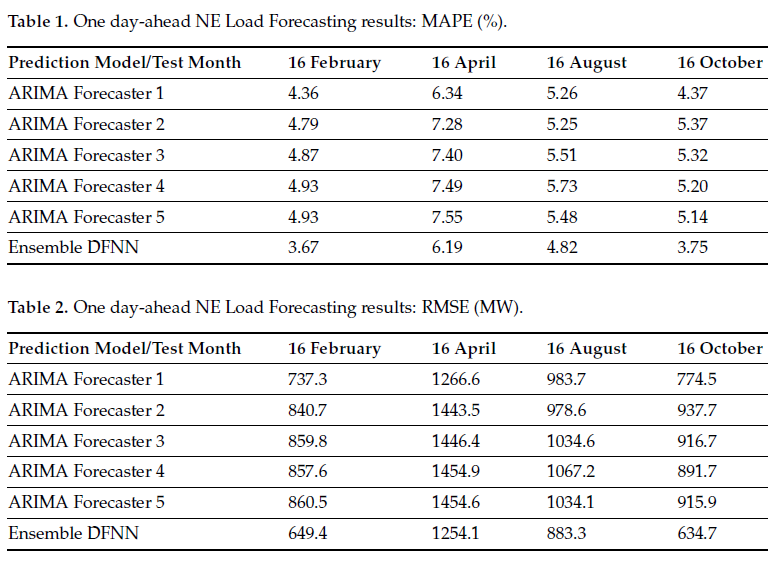 Table 1. One day-ahead NE Load Forecasting results: MAPE (%).
Prediction Model/Test Month 16 February 16 April 16 August 16 October
ARIMA Forecaster 1 4.36 6.34 5.26 4.37
ARIMA Forecaster 2 4.79 7.28 5.25 5.37
ARIMA Forecaster 3 4.87 7.40 5.51 5.32
ARIMA Forecaster 4 4.93 7.49 5.73 5.20
ARIMA Forecaster 5 4.93 7.55 5.48 5.14
Ensemble DFNN 3.67 6.19 4.82 3.75
Table 2. One day-ahead NE Load Forecasting results: RMSE (MW).
Prediction Model/Test Month 16 February 16 April 16 August 16 October
ARIMA Forecaster 1 737.3 1266.6 983.7 774.5
ARIMA Forecaster 2 840.7 1443.5 978.6 937.7
ARIMA Forecaster 3 859.8 1446.4 1034.6 916.7
ARIMA Forecaster 4 857.6 1454.9 1067.2 891.7
ARIMA Forecaster 5 860.5 1454.6 1034.1 915.9
Ensemble DFNN 649.4 1254.1 883.3 634.7